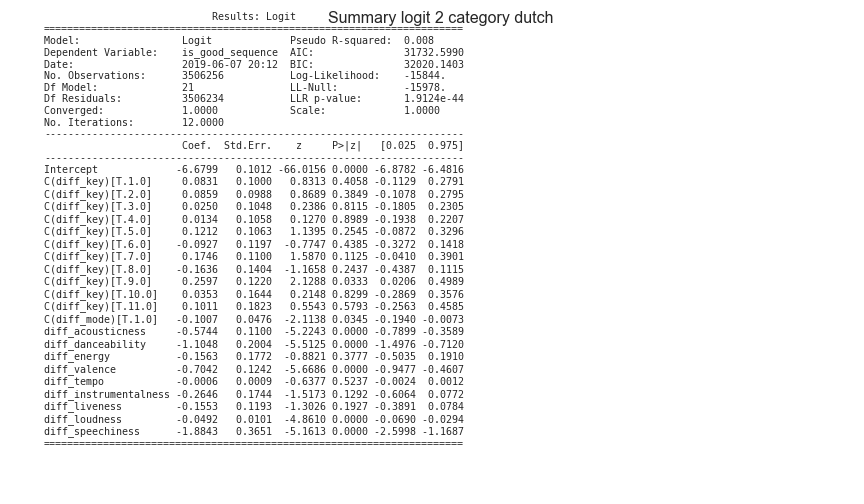 Results: Logit Summary logit 2 category dutch
=====================================================================
Model: Logit Pseudo R-squared: 0.008
Dependent Variable: is_good_sequence AIC: 31732.5990
Date: 2019-06-07 20:12 BIC: 32020.1403
No. Observations: 3506256 Log-Likelihood: -15844.
Df Model: 21 LL-Null: -15978.
Df Residuals: 3506234 LLR p-value: 1.9124e-44
Converged: 1.0000 Scale: 1.0000
No. Iterations: 12.0000
---------------------------------------------------------------------
Coef. Std.Err. z P>|z| [0.025 0.975]
---------------------------------------------------------------------
Intercept -6.6799 0.1012 -66.0156 0.0000 -6.8782 -6.4816
C(diff_key)[T.1.0] 0.0831 0.1000 0.8313 0.4058 -0.1129 0.2791
C(diff_key)[T.2.0] 0.0859 0.0988 0.8689 0.3849 -0.1078 0.2795
C(diff_key)[T.3.0] 0.0250 0.1048 0.2386 0.8115 -0.1805 0.2305
C(diff_key)[T.4.0] 0.0134 0.1058 0.1270 0.8989 -0.1938 0.2207
C(diff_key)[T.5.0] 0.1212 0.1063 1.1395 0.2545 -0.0872 0.3296
C(diff_key)[T.6.0] -0.0927 0.1197 -0.7747 0.4385 -0.3272 0.1418
C(diff_key)[T.7.0] 0.1746 0.1100 1.5870 0.1125 -0.0410 0.3901
C(diff_key)[T.8.0] -0.1636 0.1404 -1.1658 0.2437 -0.4387 0.1115
C(diff_key)[T.9.0] 0.2597 0.1220 2.1288 0.0333 0.0206 0.4989
C(diff_key)[T.10.0] 0.0353 0.1644 0.2148 0.8299 -0.2869 0.3576
C(diff_key)[T.11.0] 0.1011 0.1823 0.5543 0.5793 -0.2563 0.4585
C(diff_mode)[T.1.0] -0.1007 0.0476 -2.1138 0.0345 -0.1940 -0.0073
diff_acousticness -0.5744 0.1100 -5.2243 0.0000 -0.7899 -0.3589
diff_danceability -1.1048 0.2004 -5.5125 0.0000 -1.4976 -0.7120
diff_energy -0.1563 0.1772 -0.8821 0.3777 -0.5035 0.1910
diff_valence -0.7042 0.1242 -5.6686 0.0000 -0.9477 -0.4607
diff_tempo -0.0006 0.0009 -0.6377 0.5237 -0.0024 0.0012
diff_instrumentalness -0.2646 0.1744 -1.5173 0.1292 -0.6064 0.0772
diff_liveness -0.1553 0.1193 -1.3026 0.1927 -0.3891 0.0784
diff_loudness -0.0492 0.0101 -4.8610 0.0000 -0.0690 -0.0294
diff_speechiness -1.8843 0.3651 -5.1613 0.0000 -2.5998 -1.1687
=====================================================================